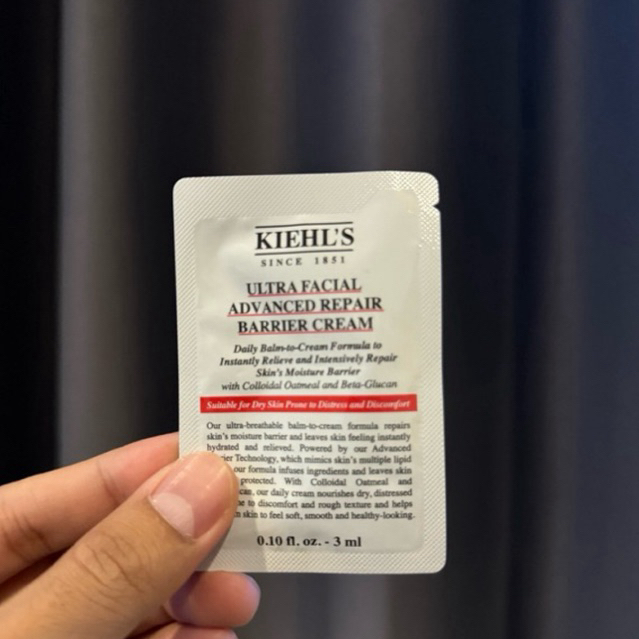 KIEHL'S
SINCE 1851
ULTRA FACIAL
ADVANCED REPAIR
BARRIER CREAM
Daily Balm-to-Cream Formula to
Instantly Relieve and Intensively Repair
Skin's Moisture Barrier
with Colloidal Oatmeal and Beta-Glucan
Suitable for Dry Skin Prone to Distress and Discomfort
Our ultra-breathable balm-to-cream formula repairs
skin's moisture barrier and leaves skin feeling instantly
hydrated and relieved. Powered by our Advanced
Technology, which mimics skin's multiple lipid
our formula infuses ingredients and leaves skin
protected. With Colloidal Oatmeal and
our daily cream nourishes dry, distressed
to discomfort and rough texture and helps
skin to feel soft, smooth and healthy-looking.
0.10 fl. oz. - 3 ml